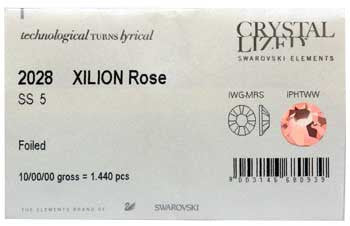 technological TURNS lyrical
CRYSTAL
LIZED
SWAROVSKI ELEMENTS
2028 XILION Rose
SS 5
IWG-MRS IPHTWW
Foiled
10/00/00 gross = 1.440 pcs
THE ELEMENTS BRAND OF SWAROVSKI